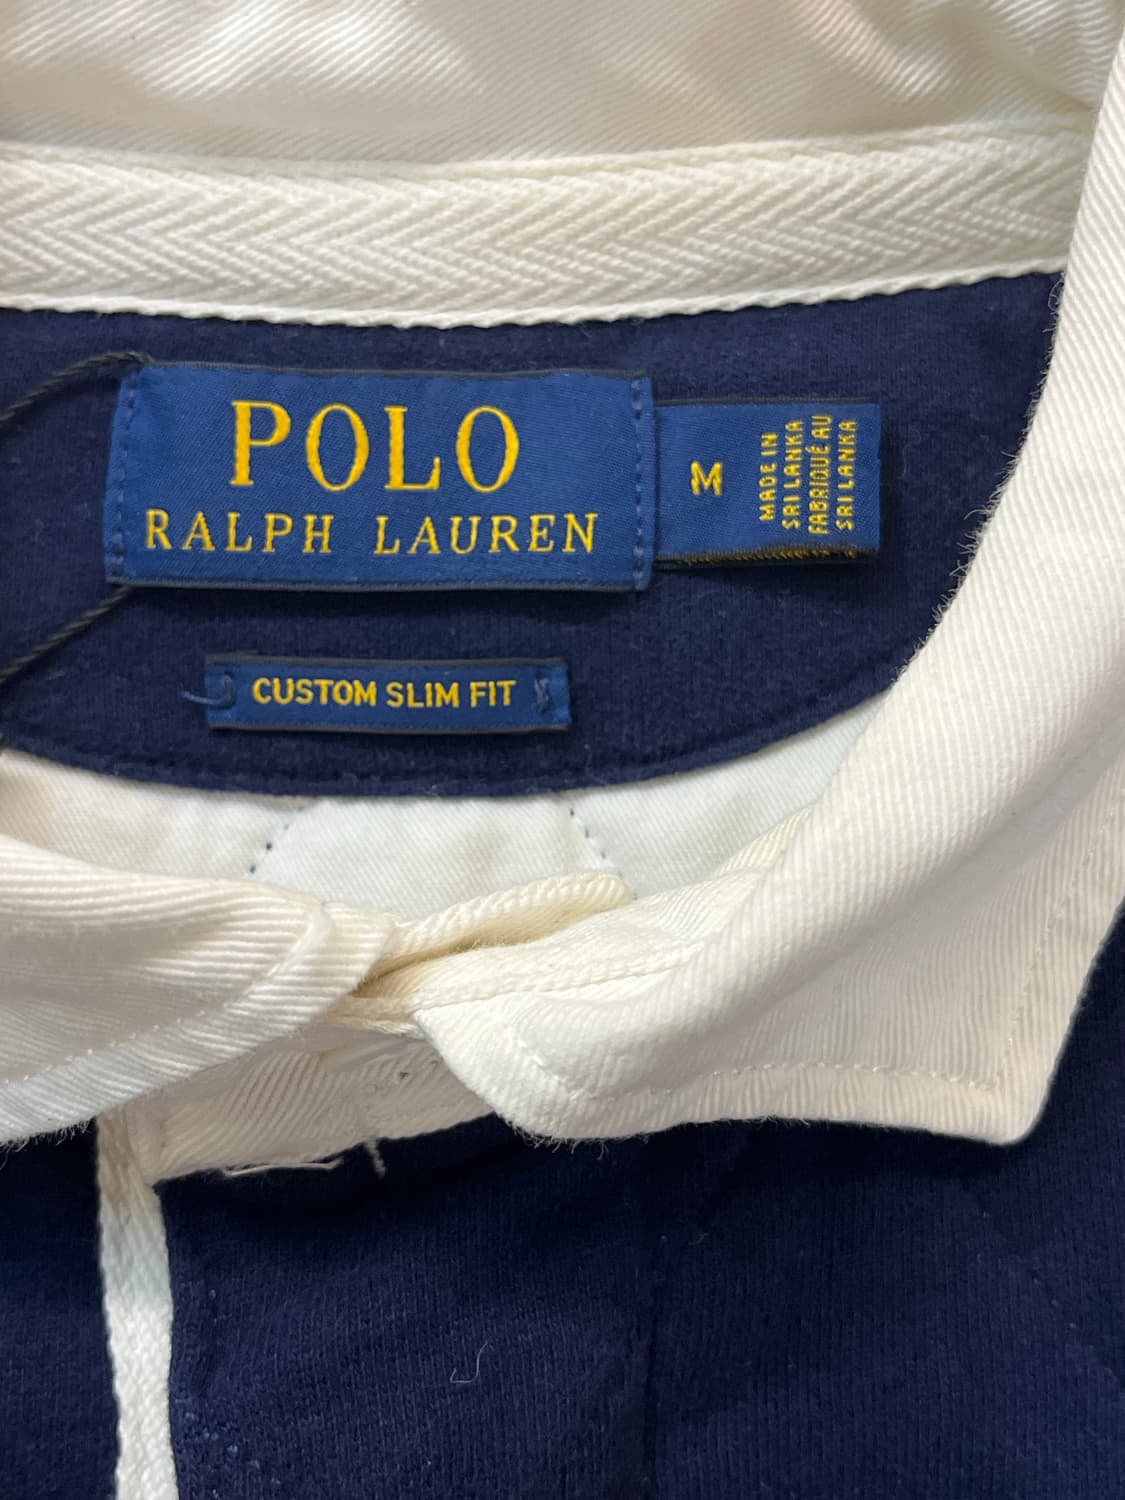 POLO
RALPH LAUREN
M
MADE IN
SRI LANKA
FABRIQUÉ AU
SRI LANKA
CUSTOM SLIM FIT